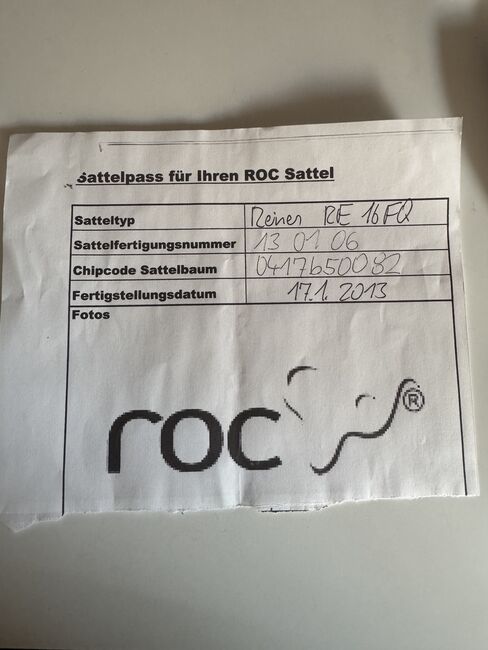 Sattelpass für Ihren ROC Sattel
Satteltyp Reiner RE 16FQ
Sattelfertigungsnummer 13 01 06
Chipcode Sattelbaum 0417650082
Fertigstellungsdatum 17.1. 2013
Fotos
roc ®